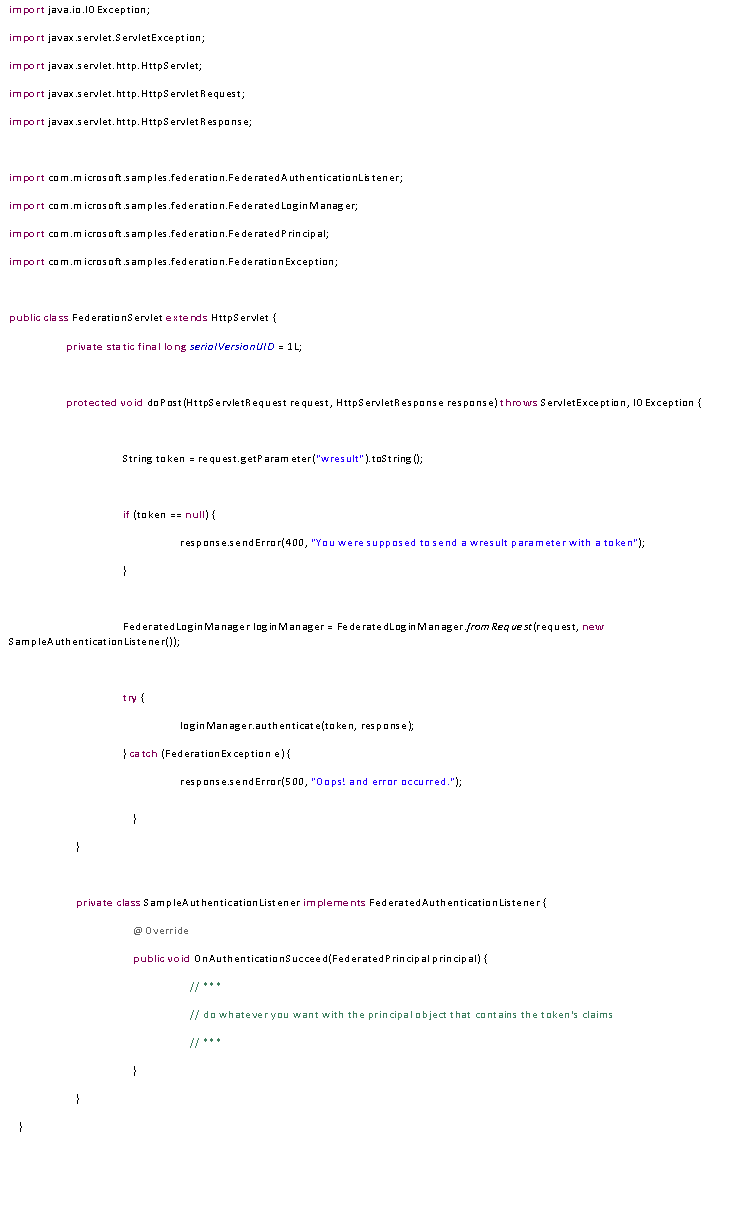 import java.io.IOException;
import javax.servlet.ServletException;
import javax.servlet.http.HttpServlet;
import javax.servlet.http.HttpServletRequest;
import javax.servlet.http.HttpServletResponse;
import com.microsoft.samples.federation.FederatedAuthenticationListener;
import com.microsoft.samples.federation.FederatedLoginManager;
import com.microsoft.samples.federation.FederatedPrincipal;
import com.microsoft.samples.federation.FederationException;
public class FederationServlet extends HttpServlet {
private static final long serialVersionUID = 1L;
protected void doPost(HttpServletRequest request, HttpServletResponse response) throws ServletException, IOException {
String token = request.getParameter("wresult").toString();
if (token == null) {
response.sendError(400, "You were supposed to send a wresult parameter with a token");
}
FederatedLoginManager loginManager = FederatedLoginManager.fromRequest(request, new
SampleAuthenticationListener());
try {
loginManager.authenticate(token, response);
} catch (FederationException e) {
response.sendError(500, "Oops! and error occurred.");
}
}
private class SampleAuthenticationListener implements FederatedAuthenticationListener {
@Override
public void OnAuthenticationSucceed(FederatedPrincipal principal) {
// ***
// do whatever you want with the principal object that contains the token's claims
// ***
}
}
}